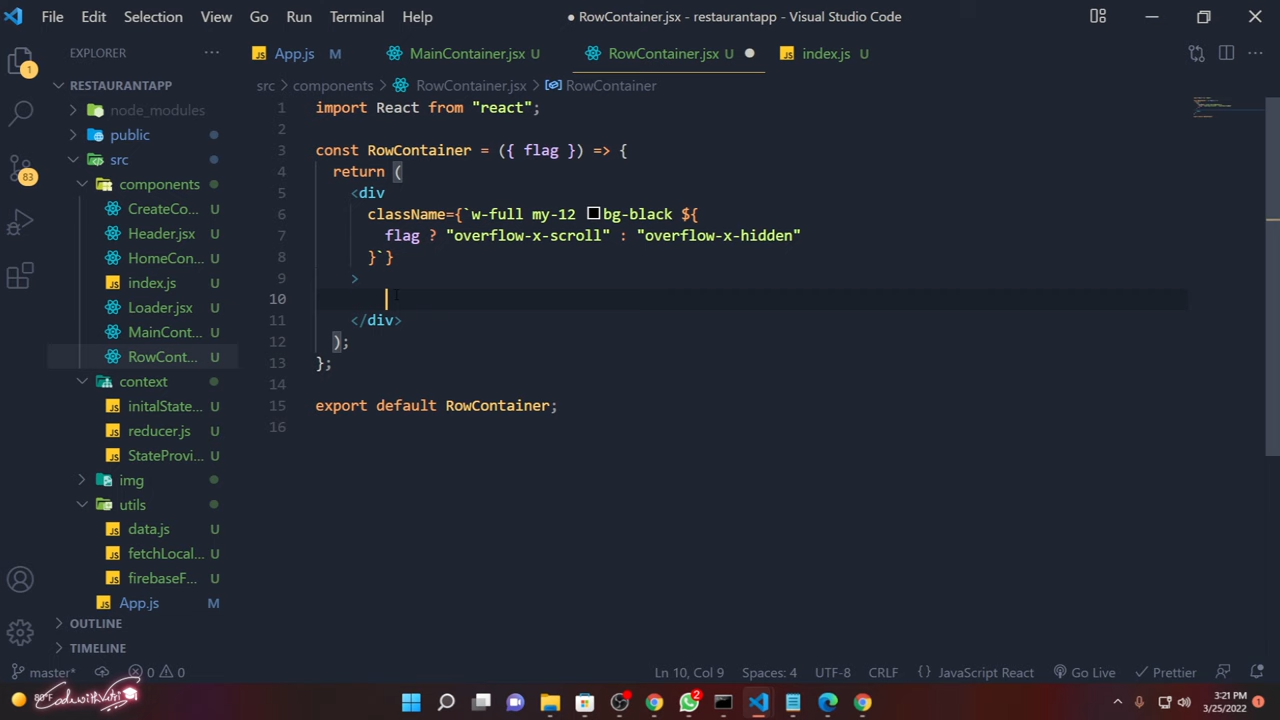 File Edit Selection View Go Run Terminal Help
● RowContainer.jsx - restaurantapp - Visual Studio Code
EXPLORER
App.js M
MainContainer.jsx U
RowContainer.jsx U ●
index.js U
RESTAURANTAPP
node_modules
public
src
components
CreateCo... U
Header.jsx U
HomeCon... U
index.js U
Loader.jsx U
MainCont... U
RowCont... U
context
initalState... U
reducer.js U
StateProvi... U
img
utils
data.js U
fetchLocal... U
firebaseF... U
App.js M
OUTLINE
TIMELINE
1
83
src > components > RowContainer.jsx > RowContainer
1 import React from "react";
2
3 const RowContainer = ({ flag }) => {
4 return (
5 <div
6 className={`w-full my-12 bg-black ${
7 flag ? "overflow-x-scroll" : "overflow-x-hidden"
8 }`}
9 >
10
11 </div>
12 );
13 };
14
15 export default RowContainer;
16
master* 0 0
Ln 10, Col 9 Spaces: 4 UTF-8 CRLF JavaScript React Go Live Prettier
80°F
2
3:21 PM
3/25/2022
1